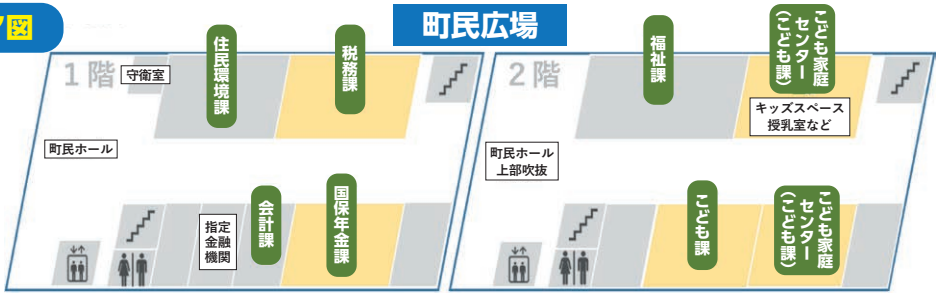 図
町民広場
1階
守衛室
住民環境課
税務課
町民ホール
指定
金融
機関
会計課
国保年金課
2階
福祉課
こども家庭
センター
(こども課)
キッズスペース
授乳室など
町民ホール
上部吹抜
こども課
こども家庭
センター
(こども課)